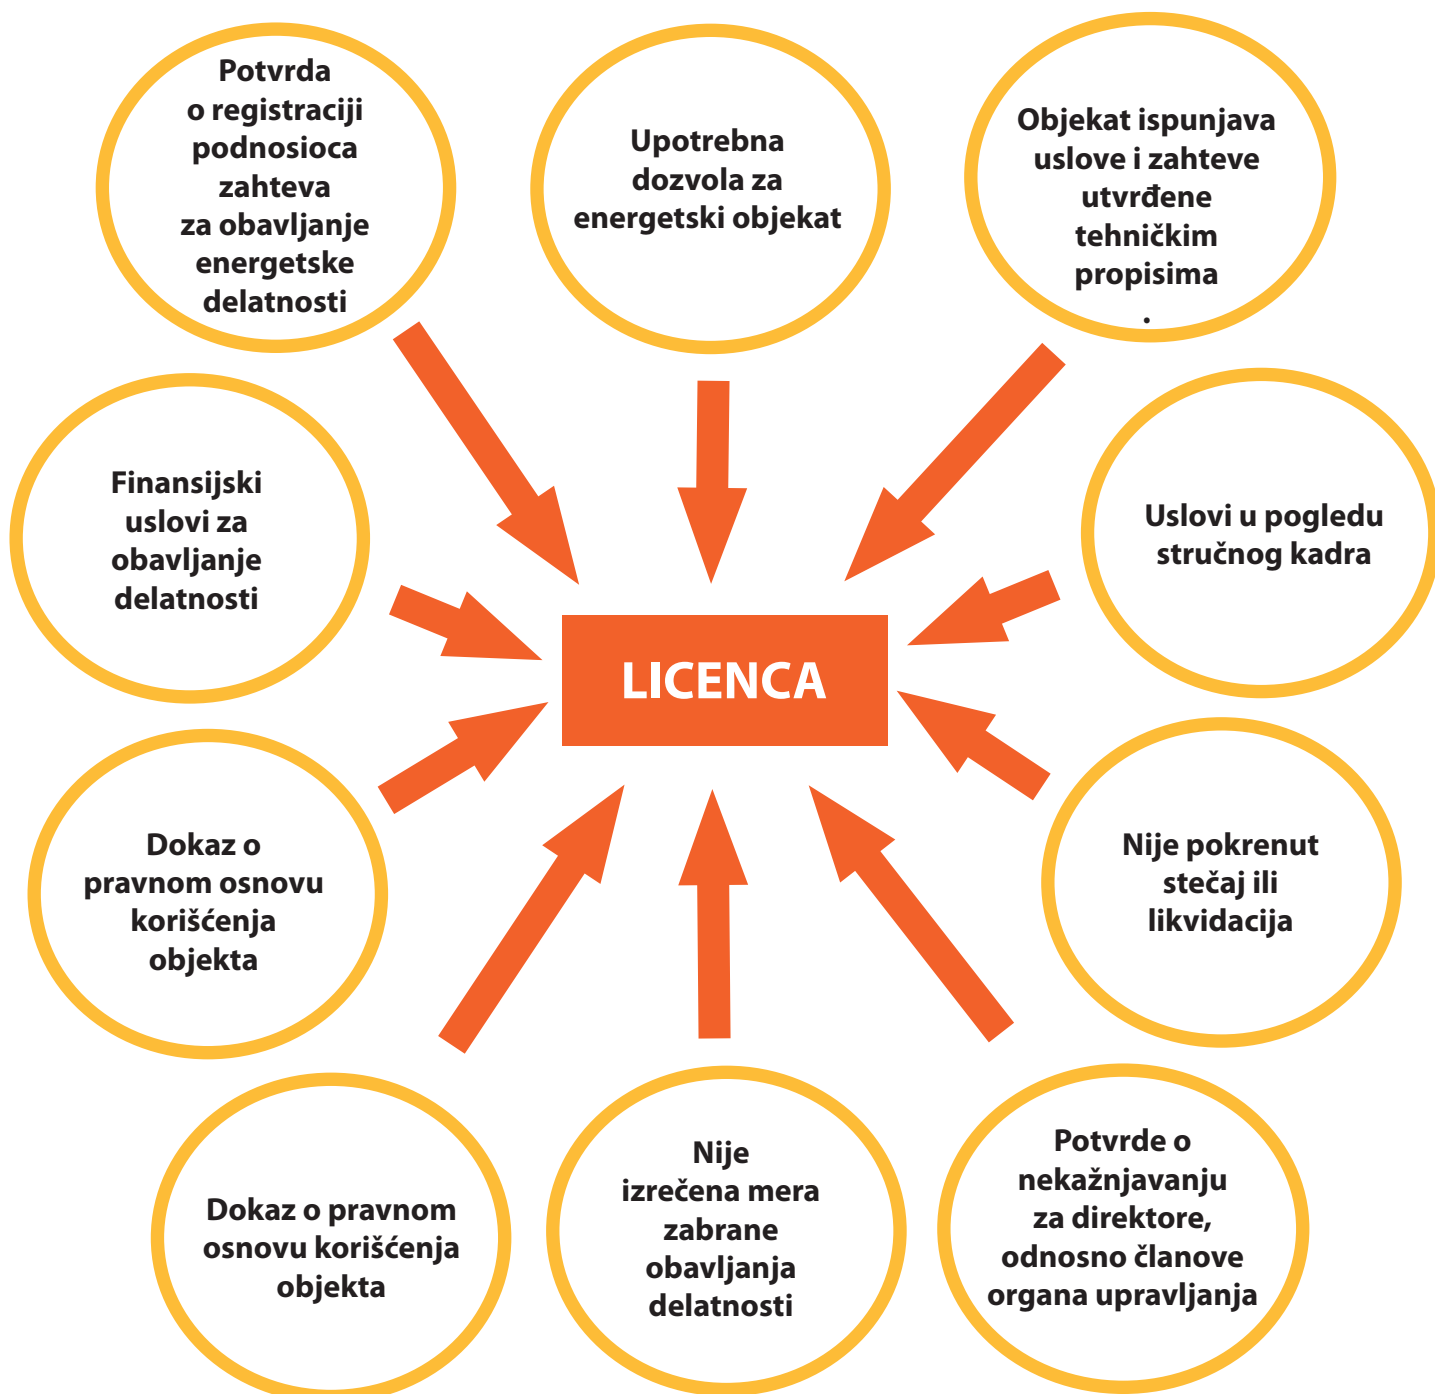 Potvrda
o registraciji
podnosioca
zahteva
za obavljanje
energetske
delatnosti
Upotrebna
dozvola za
energetski objekat
Objekat ispunjava
uslove i zahteve
utvrđene
tehničkim
propisima
.
Finansijski
uslovi za
obavljanje
delatnosti
Uslovi u pogledu
stručnog kadra
LICENCA
Dokaz o
pravnom osnovu
korišćenja
objekta
Nije pokrenut
stečaj ili
likvidacija
Dokaz o pravnom
osnovu korišćenja
objekta
Nije
izrečena mera
zabrane
obavljanja
delatnosti
Potvrde o
nekažnjavanju
za direktore,
odnosno članove
organa upravljanja